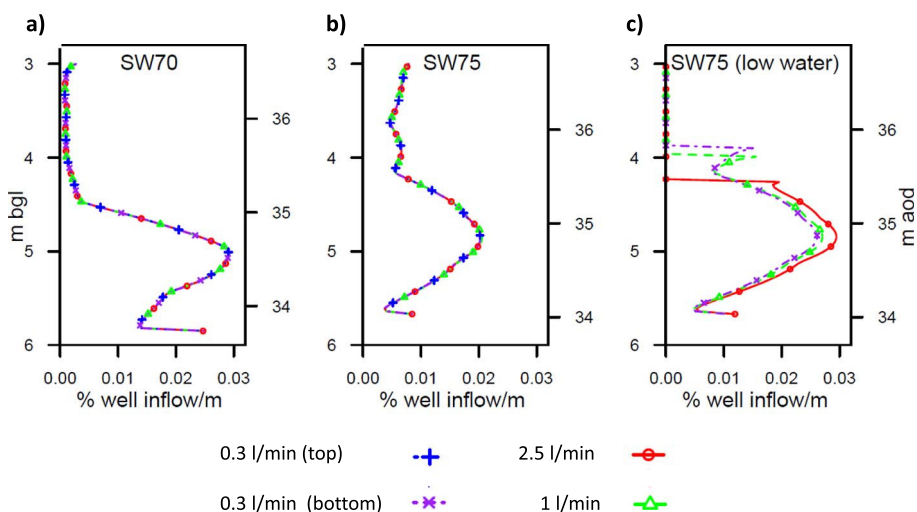 a)
b)
c)
SW70
SW75
SW75 (low water)
3
4
5
6
m bgl
36
35
34
3
4
5
6
36
35
34
3
4
5
6
36
35
34
m aod
0.00 0.01 0.02 0.03
0.00 0.01 0.02 0.03
0.00 0.01 0.02 0.03
% well inflow/m
% well inflow/m
% well inflow/m
0.3 l/min (top)
2.5 l/min
0.3 l/min (bottom)
1 l/min